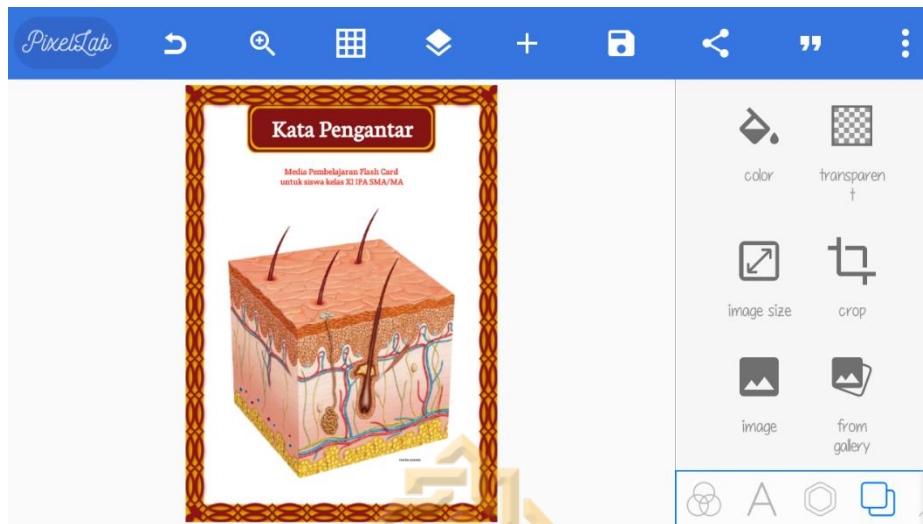 PixelLab
Kata Pengantar
Media Pembelajaran Flash Card
untuk siswa kelas XI IPA SMA/MA
color
transparen
t
image size
crop
image
from
gallery